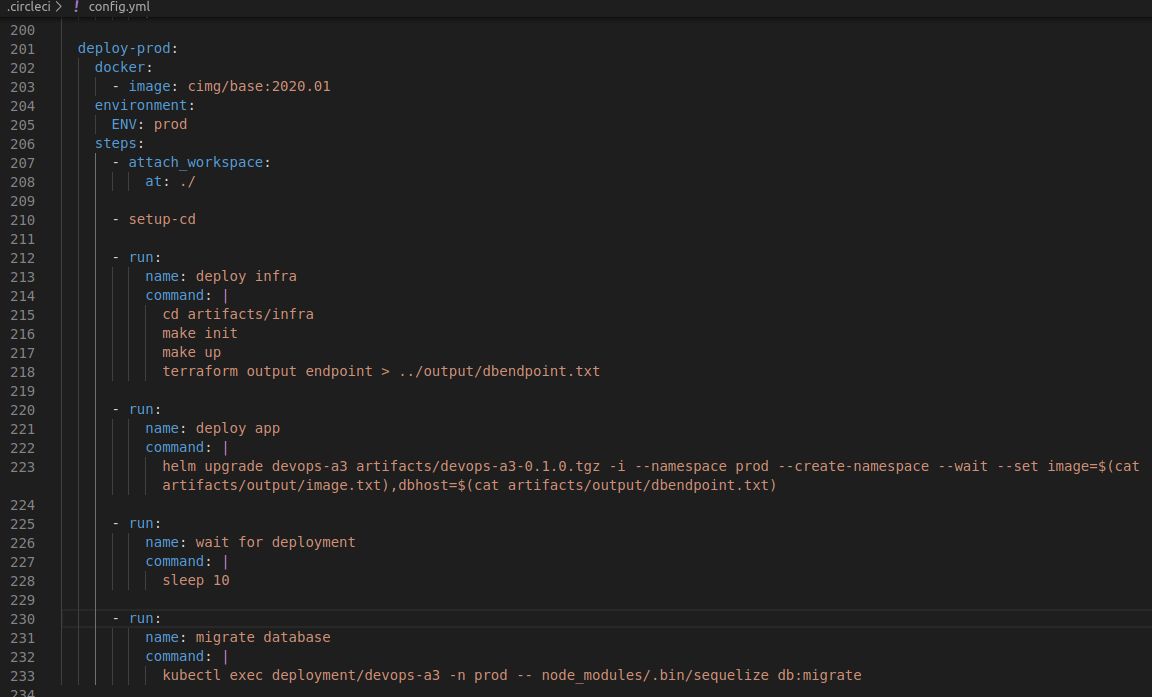 .circleci > ! config.yml
200
201 deploy-prod:
202 docker:
203 - image: cimg/base:2020.01
204 environment:
205 ENV: prod
206 steps:
207 - attach_workspace:
208 at: ./
209
210 - setup-cd
211
212 - run:
213 name: deploy infra
214 command: |
215 cd artifacts/infra
216 make init
217 make up
218 terraform output endpoint > ../output/dbendpoint.txt
219
220 - run:
221 name: deploy app
222 command: |
223 helm upgrade devops-a3 artifacts/devops-a3-0.1.0.tgz -i --namespace prod --create-namespace --wait --set image=$(cat
artifacts/output/image.txt),dbhost=$(cat artifacts/output/dbendpoint.txt)
224
225 - run:
226 name: wait for deployment
227 command: |
228 sleep 10
229
230 - run:
231 name: migrate database
232 command: |
233 kubectl exec deployment/devops-a3 -n prod -- node_modules/.bin/sequelize db:migrate
234